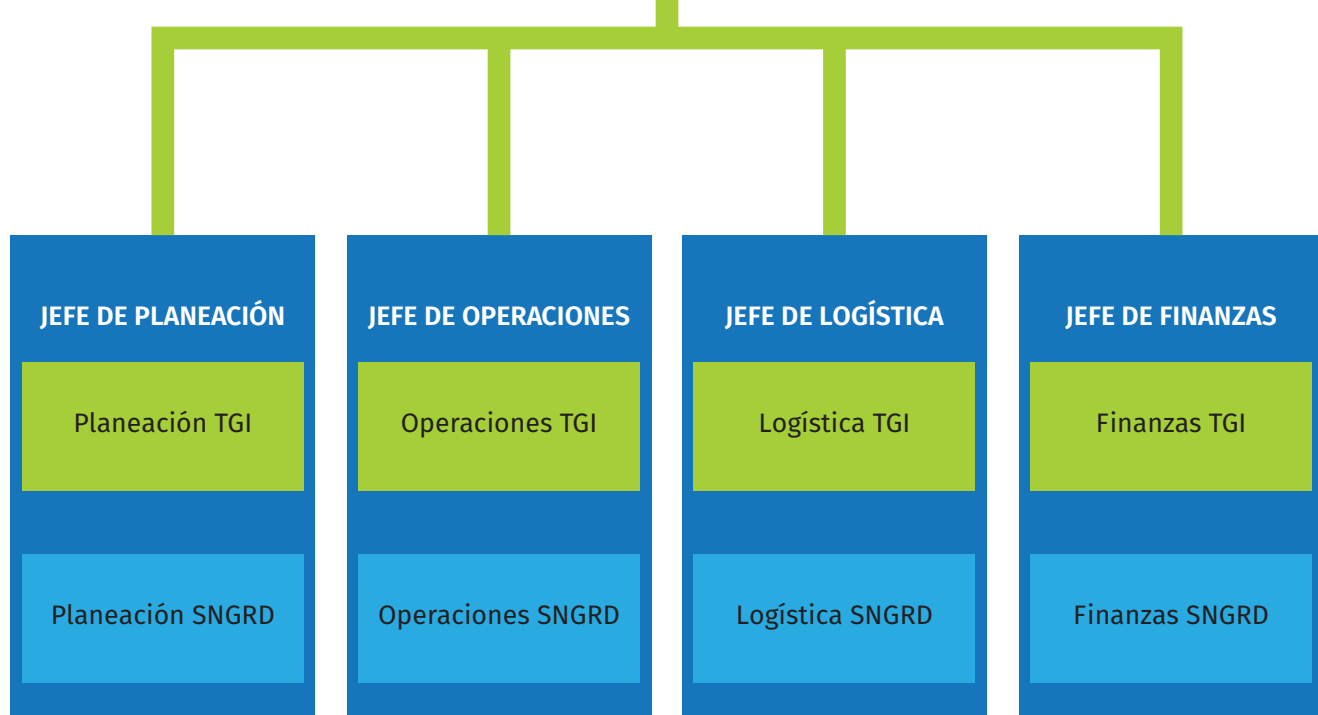 JEFE DE PLANEACIÓN
Planeación TGI
Planeación SNGRD
JEFE DE OPERACIONES
Operaciones TGI
Operaciones SNGRD
JEFE DE LOGÍSTICA
Logística TGI
Logística SNGRD
JEFE DE FINANZAS
Finanzas TGI
Finanzas SNGRD